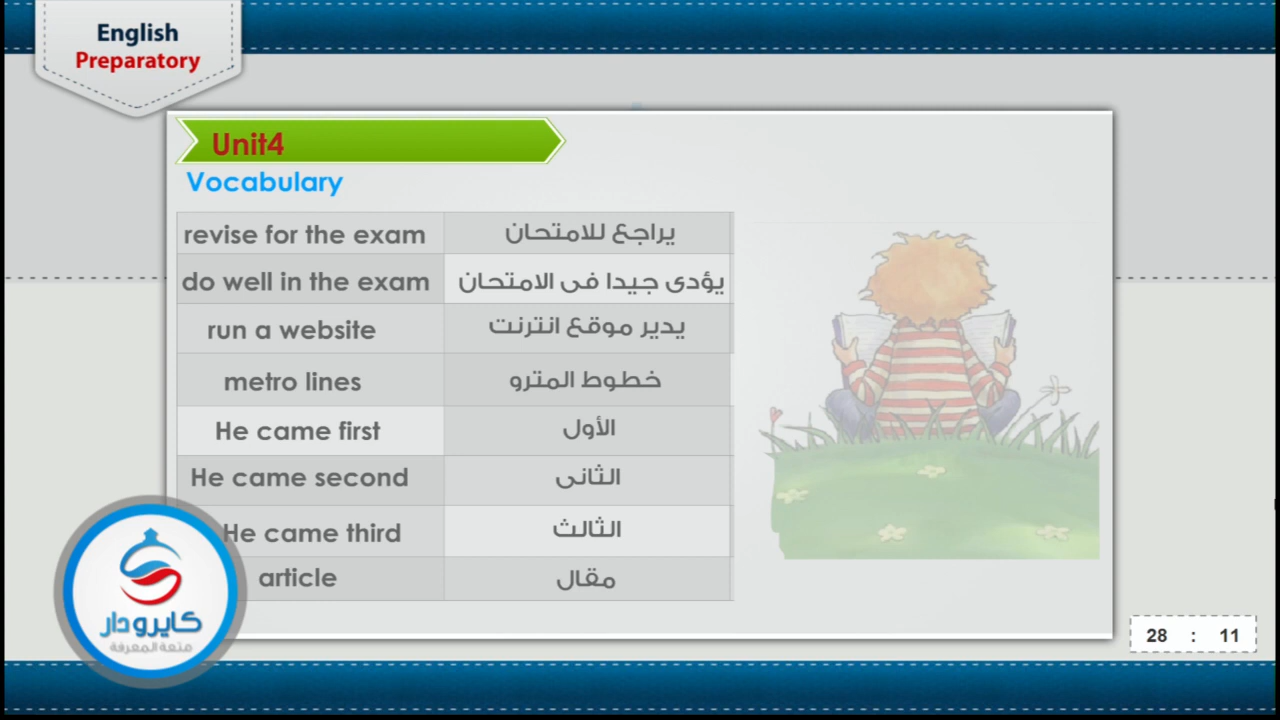 English
Preparatory
Unit4
Vocabulary
revise for the exam يراجع للامتحان
do well in the exam يؤدى جيدا فى الامتحان
run a website يدير موقع انترنت
metro lines خطوط المترو
He came first الأول
He came second الثانى
He came third الثالث
article مقال
كايرودار
متعة المعرفة
28 : 11